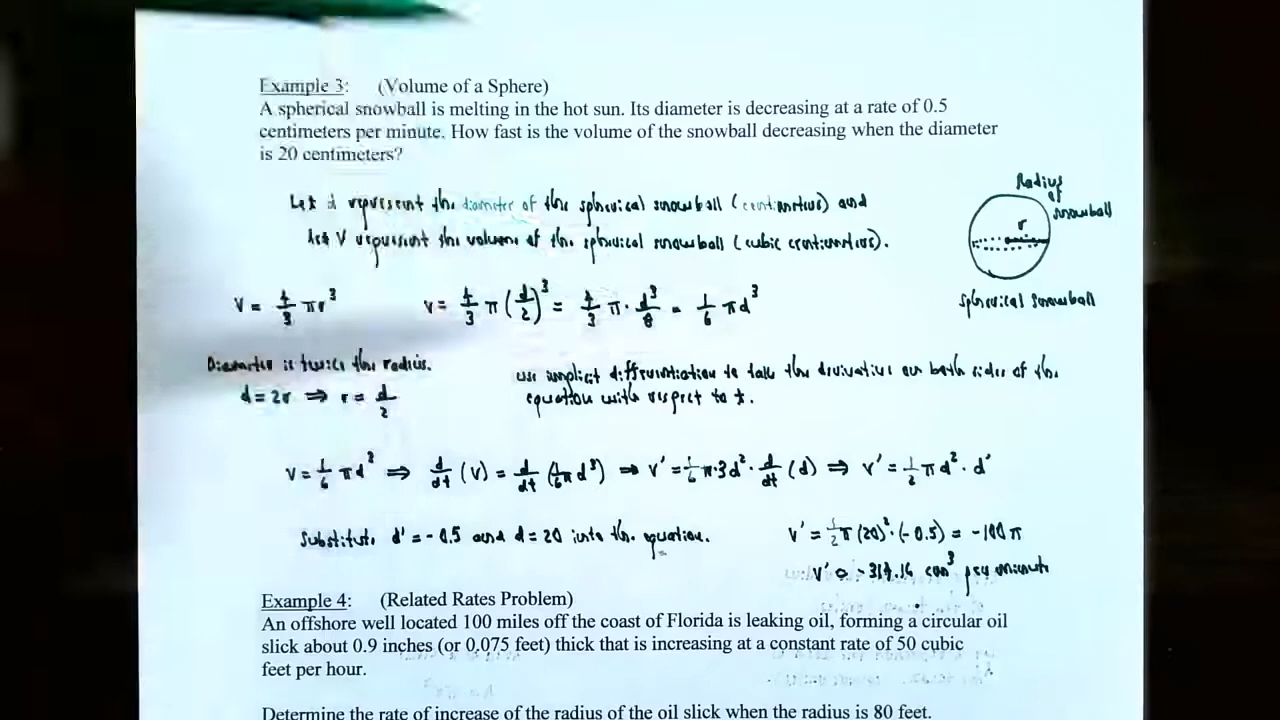 Example 3: (Volume of a Sphere)
A spherical snowball is melting in the hot sun. Its diameter is decreasing at a rate of 0.5
centimeters per minute. How fast is the volume of the snowball decreasing when the diameter
is 20 centimeters?
Let d represent the diameter of the spherical snowball (centimeters) and
let V represent the volume of the spherical snowball (cubic centimeters).
Radius
of
snowball
r
spherical snowball
V = 4/3 πr³
V = 4/3 π (d/2)³ = 4/3 π · d³/8 = 1/6 πd³
Diameter is twice the radius.
d = 2r ⇒ r = d/2
Use implicit differentiation to take the derivative on both sides of the
equation with respect to t.
V = 1/6 πd³ ⇒ d/dt (V) = d/dt (1/6 πd³) ⇒ V' = 1/6 π·3d² · d/dt (d) ⇒ V' = 1/2 πd² · d'
Substitute d' = -0.5 and d = 20 into the equation.
V' = 1/2 π (20)² · (-0.5) = -100π
V' ≈ -314.16 cm³ per minute
Example 4: (Related Rates Problem)
An offshore well located 100 miles off the coast of Florida is leaking oil, forming a circular oil
slick about 0.9 inches (or 0.075 feet) thick that is increasing at a constant rate of 50 cubic
feet per hour.
Determine the rate of increase of the radius of the oil slick when the radius is 80 feet.